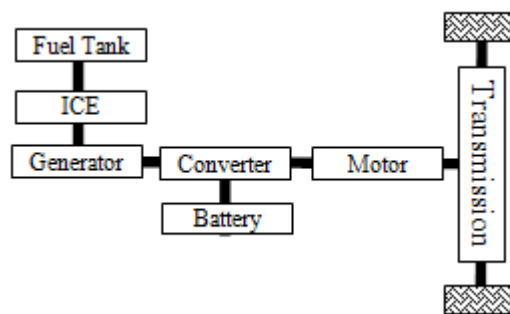 Fuel Tank
ICE
Generator
Converter
Motor
Battery
Transmission